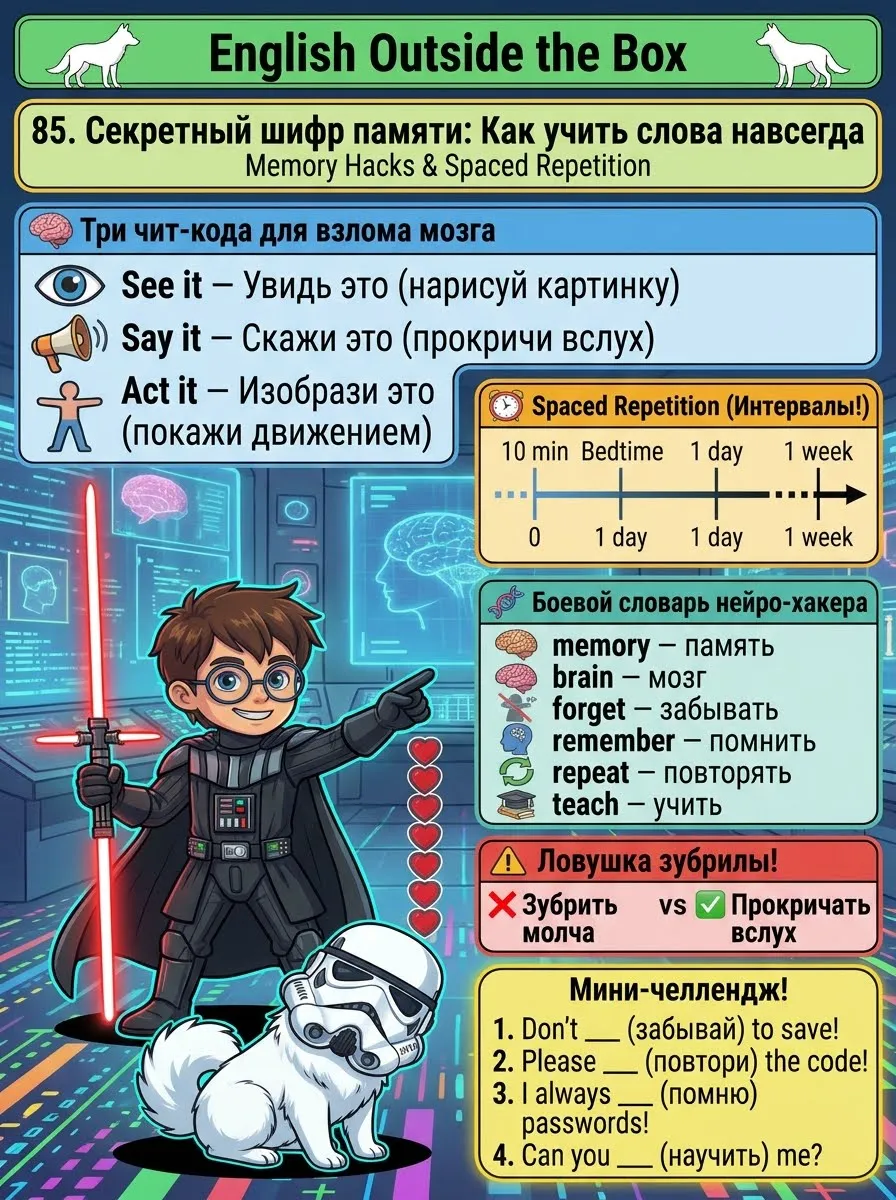 English Outside the Box
85. Секретный шифр памяти: Как учить слова навсегда
Memory Hacks & Spaced Repetition
Три чит-кода для взлома мозга
See it — Увидь это (нарисуй картинку)
Say it — Скажи это (прокричи вслух)
Act it — Изобрази это
(покажи движением)
Spaced Repetition (Интервалы!)
10 min Bedtime 1 day 1 week
0 1 day 1 day 1 week
Боевой словарь нейро-хакера
memory — память
brain — мозг
forget — забывать
remember — помнить
repeat — повторять
teach — учить
Ловушка зубрилы!
Зубрить молча vs Прокричать вслух
Мини-челлендж!
1. Don't ___ (забывай) to save!
2. Please ___ (повтори) the code!
3. I always ___ (помню)
passwords!
4. Can you ___ (научить) me?